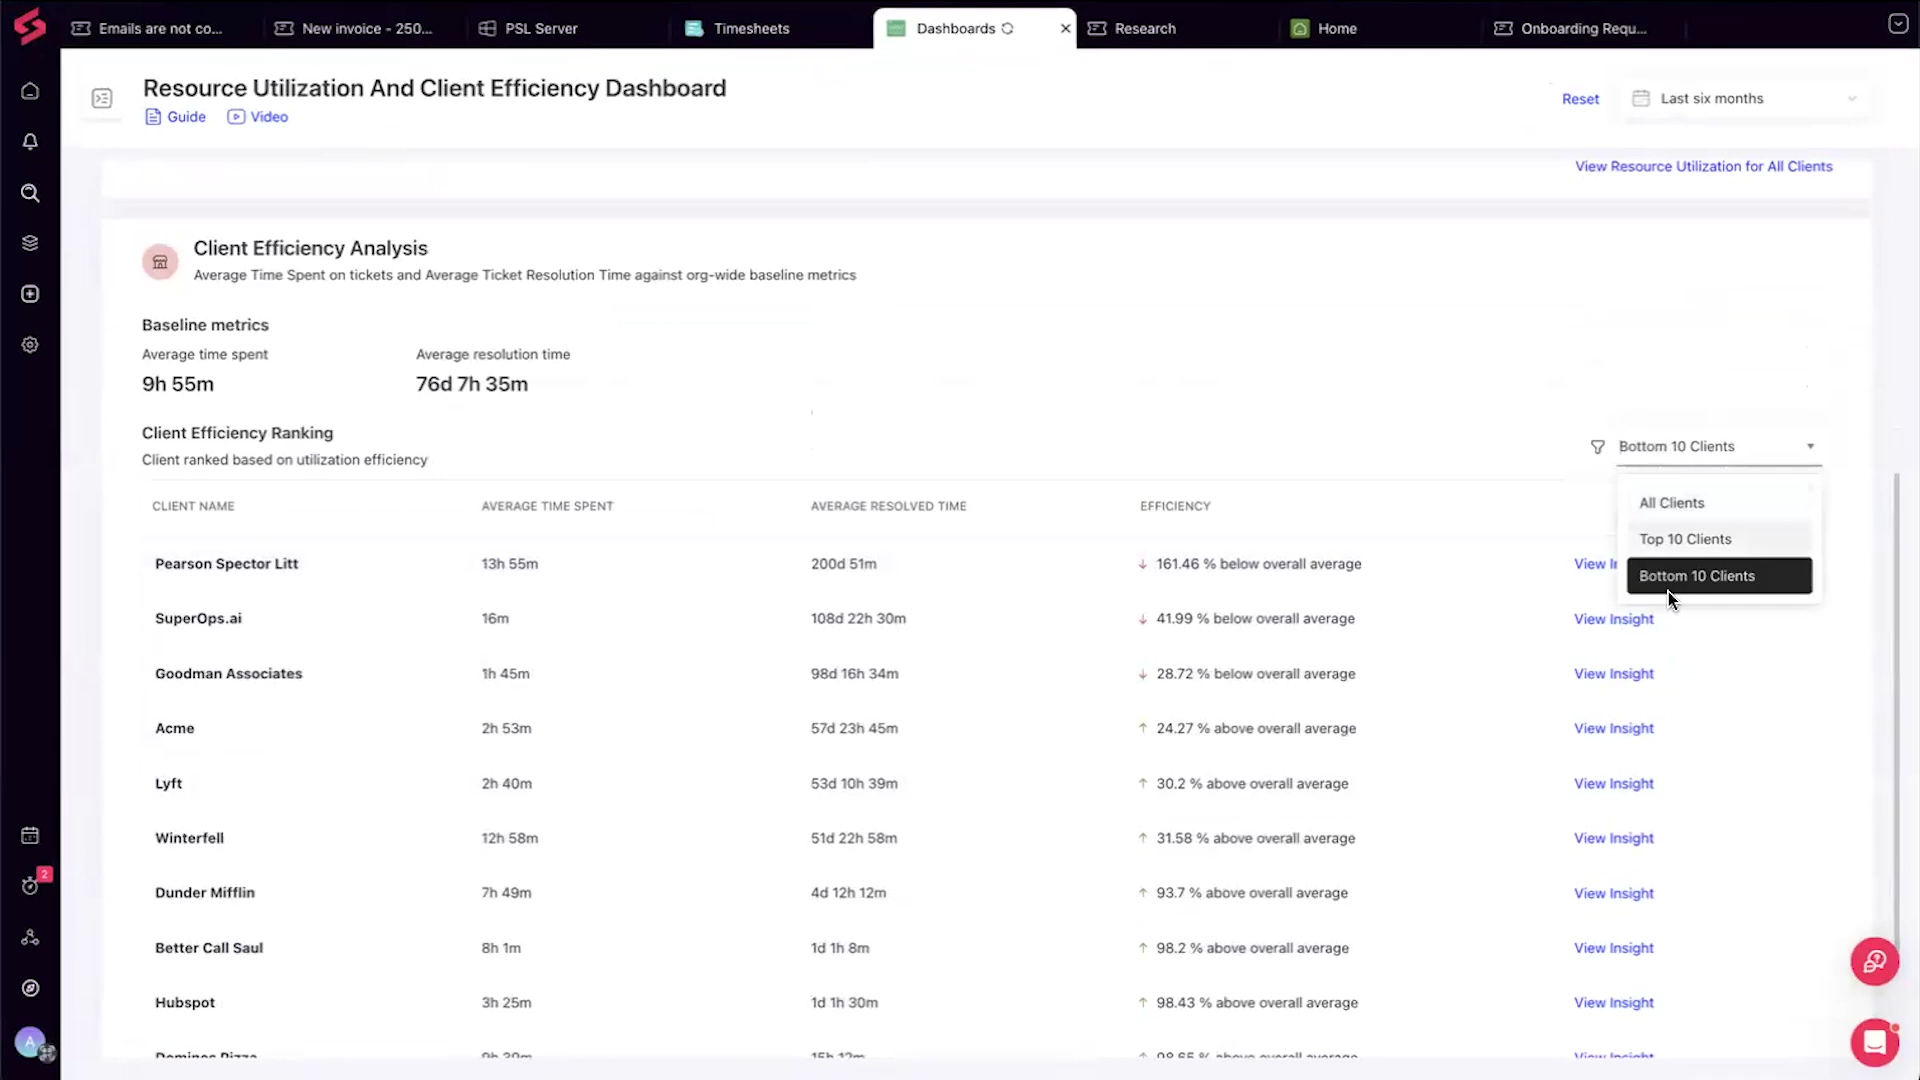 Emails are not co...
New invoice - 250...
PSL Server
Timesheets
Dashboards
Research
Home
Onboarding Requ...
Resource Utilization And Client Efficiency Dashboard
Guide
Video
Reset
Last six months
View Resource Utilization for All Clients
Client Efficiency Analysis
Average Time Spent on tickets and Average Ticket Resolution Time against org-wide baseline metrics
Baseline metrics
Average time spent
Average resolution time
9h 55m
76d 7h 35m
Client Efficiency Ranking
Client ranked based on utilization efficiency
Bottom 10 Clients
All Clients
Top 10 Clients
Bottom 10 Clients
CLIENT NAME AVERAGE TIME SPENT AVERAGE RESOLVED TIME EFFICIENCY
Pearson Spector Litt 13h 55m 200d 51m 161.46 % below overall average View
SuperOps.ai 16m 108d 22h 30m 41.99 % below overall average View Insight
Goodman Associates 1h 45m 98d 16h 34m 28.72 % below overall average View Insight
Acme 2h 53m 57d 23h 45m 24.27 % above overall average View Insight
Lyft 2h 40m 53d 10h 39m 30.2 % above overall average View Insight
Winterfell 12h 58m 51d 22h 58m 31.58 % above overall average View Insight
Dunder Mifflin 7h 49m 4d 12h 12m 93.7 % above overall average View Insight
Better Call Saul 8h 1m 1d 1h 8m 98.2 % above overall average View Insight
Hubspot 3h 25m 1d 1h 30m 98.43 % above overall average View Insight
2
A